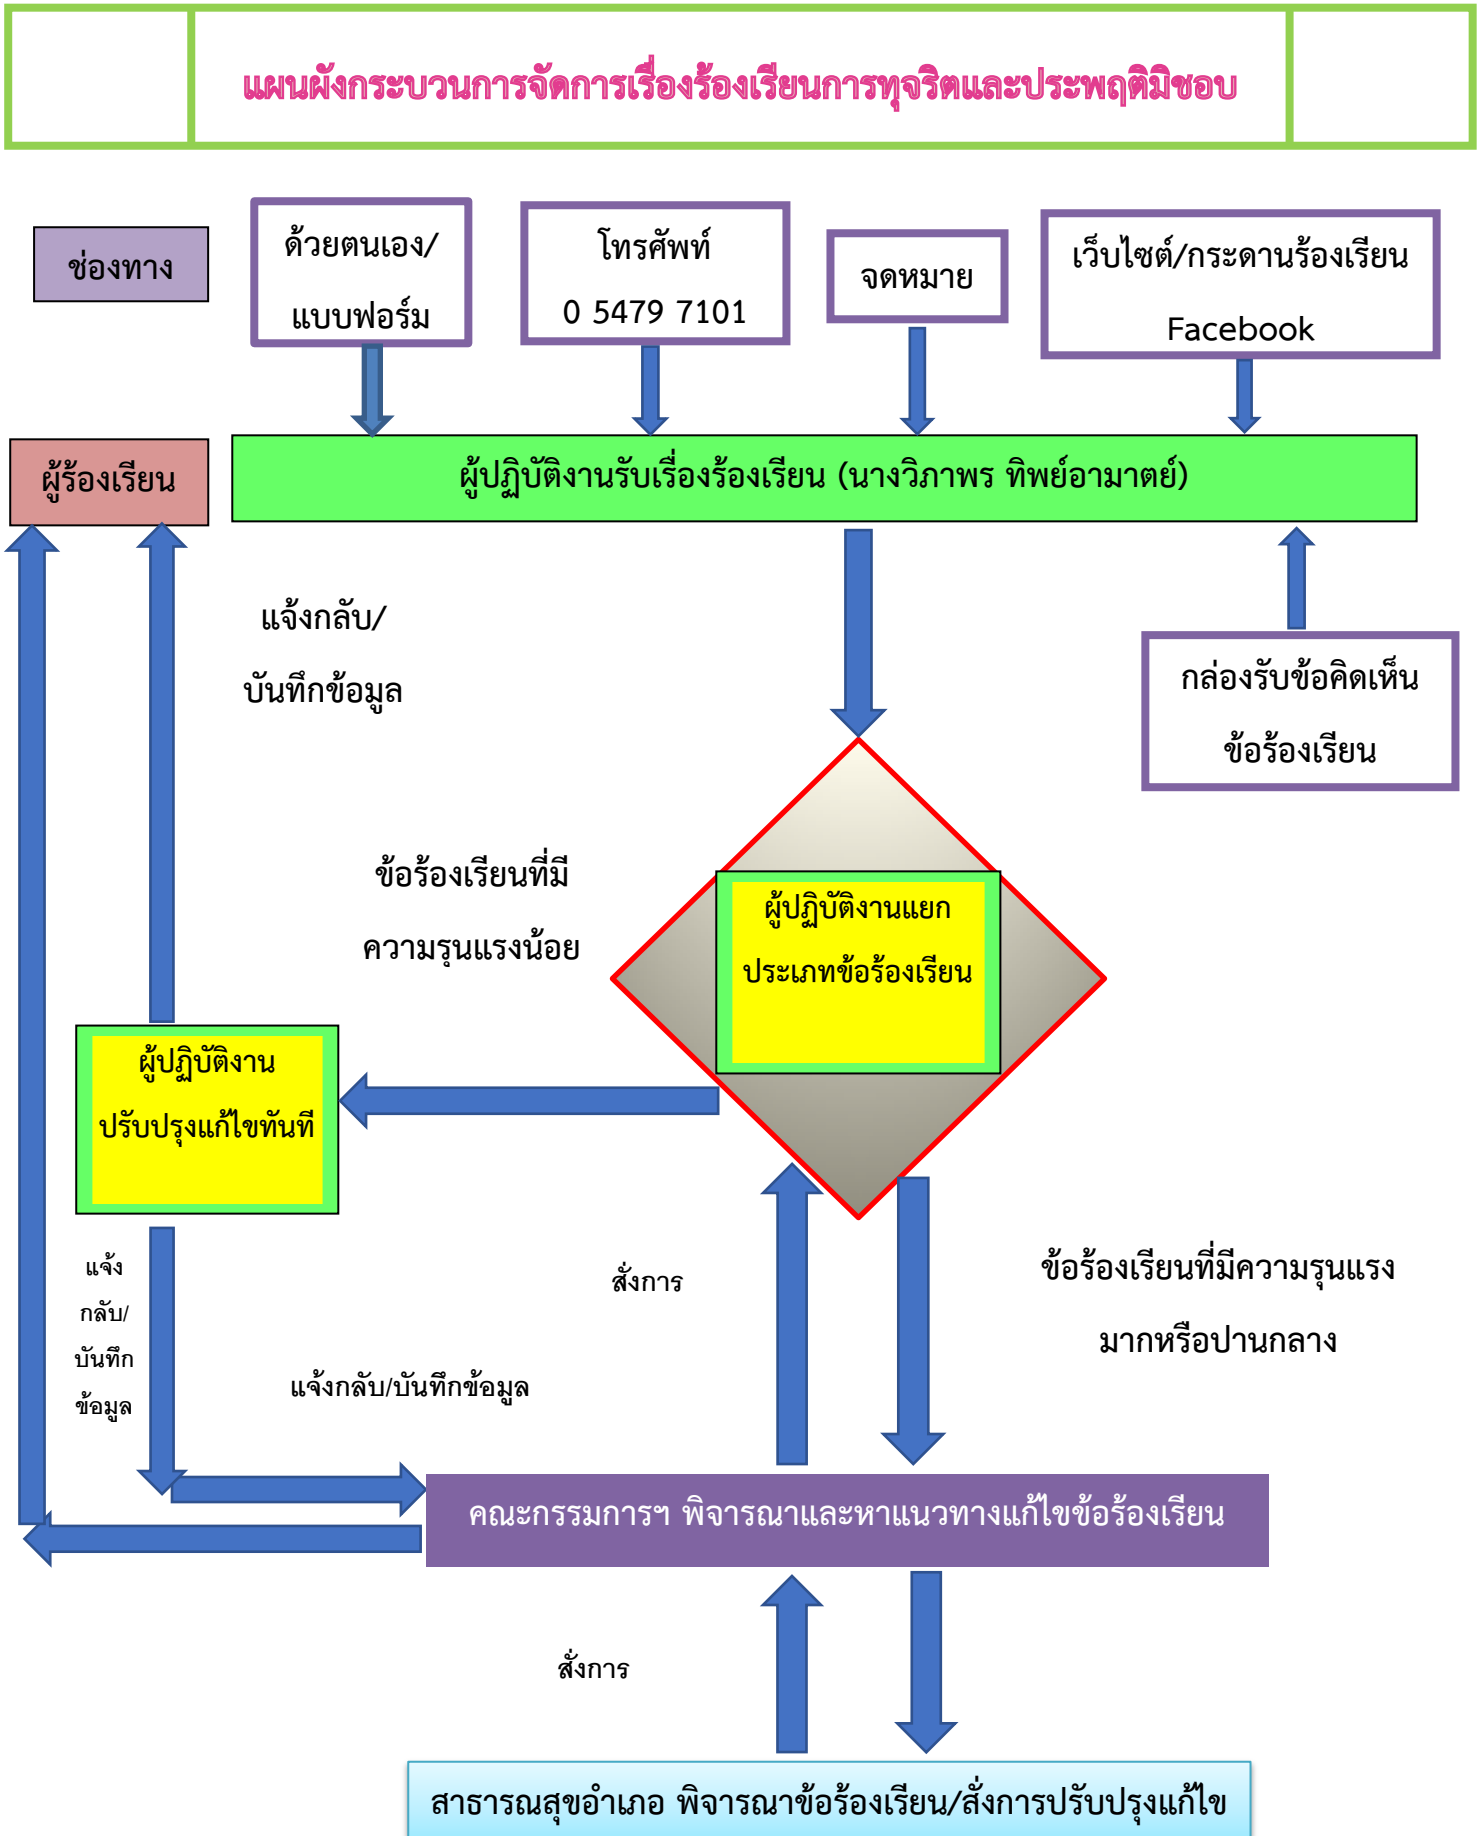 แผนผังกระบวนการจัดการเรื่องร้องเรียนการทุจริตและประพฤติมิชอบ
ช่องทาง
ด้วยตนเอง/
แบบฟอร์ม
โทรศัพท์
0 5479 7101
จดหมาย
เว็บไซต์/กระดานร้องเรียน
Facebook
ผู้ร้องเรียน
ผู้ปฏิบัติงานรับเรื่องร้องเรียน (นางวิภาพร ทิพย์อามาตย์)
แจ้งกลับ/
บันทึกข้อมูล
กล่องรับข้อคิดเห็น
ข้อร้องเรียน
ข้อร้องเรียนที่มี
ความรุนแรงน้อย
ผู้ปฏิบัติงานแยก
ประเภทข้อร้องเรียน
ผู้ปฏิบัติงาน
ปรับปรุงแก้ไขทันที
แจ้ง
กลับ/
บันทึก
ข้อมูล
สั่งการ
ข้อร้องเรียนที่มีความรุนแรง
มากหรือปานกลาง
แจ้งกลับ/บันทึกข้อมูล
คณะกรรมการฯ พิจารณาและหาแนวทางแก้ไขข้อร้องเรียน
สั่งการ
สาธารณสุขอำเภอ พิจารณาข้อร้องเรียน/สั่งการปรับปรุงแก้ไข